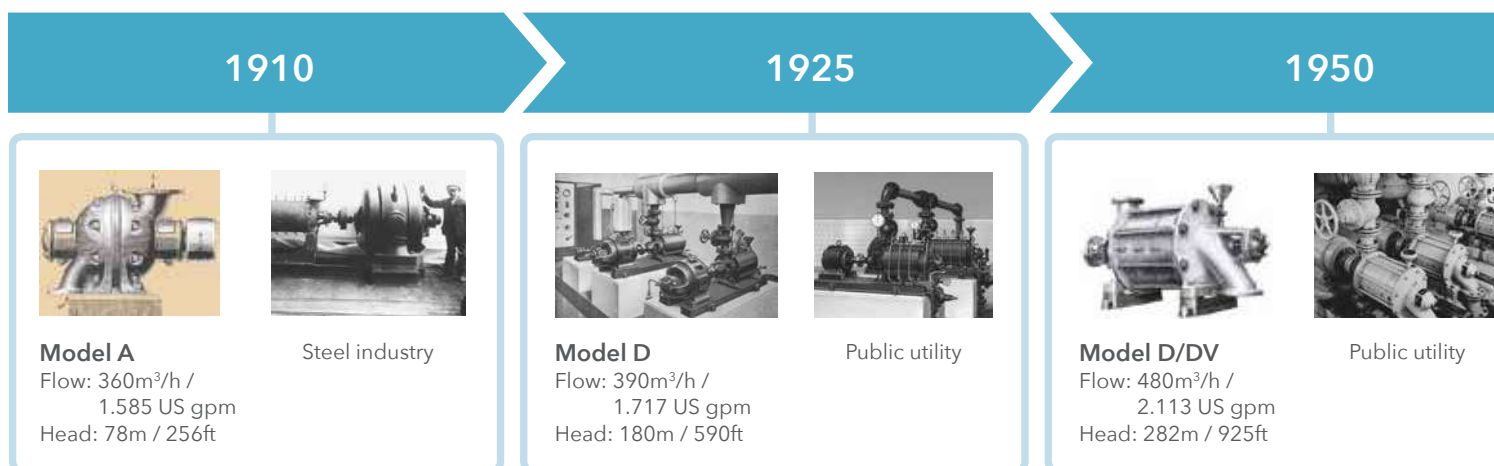 1910
1925
1950
Model A
Flow: 360m³/h /
1.585 US gpm
Head: 78m / 256ft
Steel industry
Model D
Flow: 390m³/h /
1.717 US gpm
Head: 180m / 590ft
Public utility
Model D/DV
Flow: 480m³/h /
2.113 US gpm
Head: 282m / 925ft
Public utility